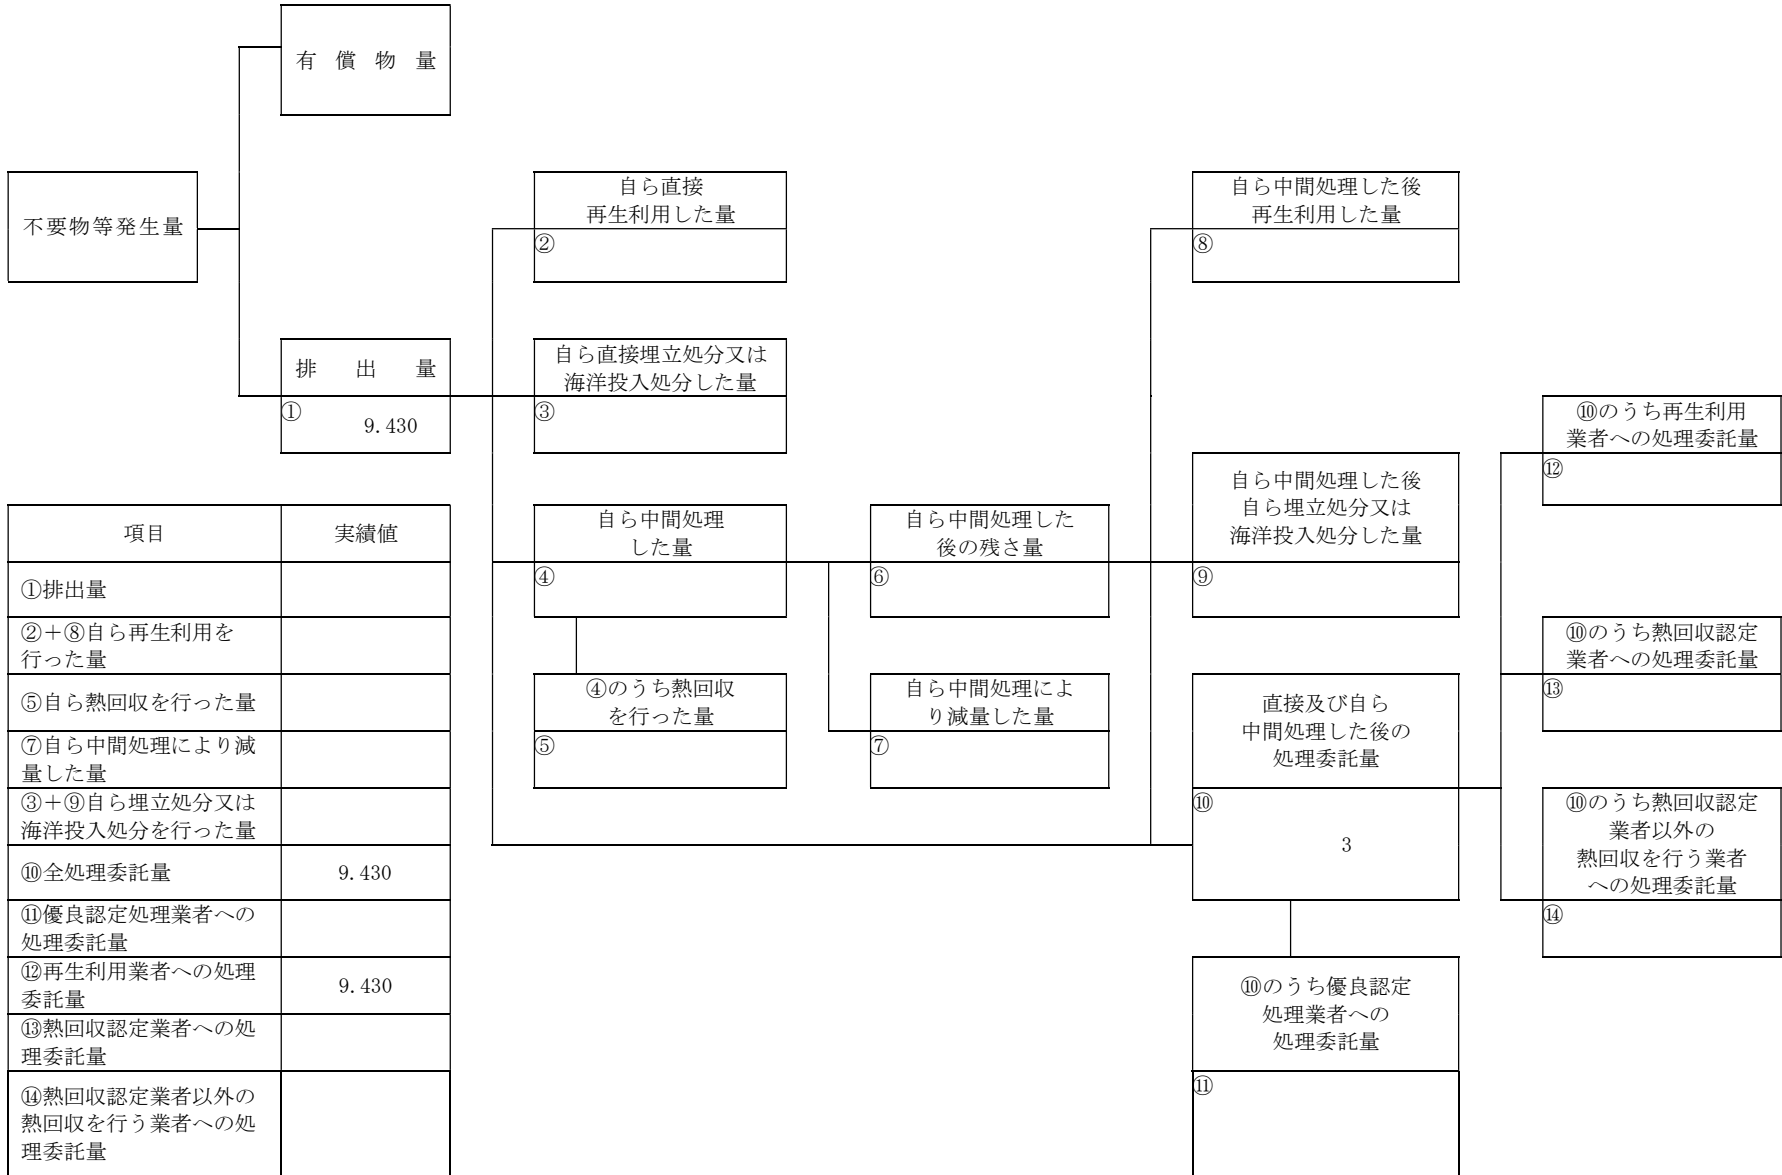 有償物量
不要物等発生量
自ら直接
再生利用した量
②
自ら中間処理した後
再生利用した量
⑧
排出量
①
9.430
自ら直接埋立処分又は
海洋投入処分した量
③
⑩のうち再生利用
業者への処理委託量
⑫
自ら中間処理
した量
④
自ら中間処理した
後の残さ量
⑥
自ら中間処理した後
自ら埋立処分又は
海洋投入処分した量
⑨
⑩のうち熱回収認定
業者への処理委託量
⑬
④のうち熱回収
を行った量
⑤
自ら中間処理によ
り減量した量
⑦
直接及び自ら
中間処理した後の
処理委託量
⑩
3
⑩のうち熱回収認定
業者以外の
熱回収を行う業者
への処理委託量
⑭
⑩のうち優良認定
処理業者への
処理委託量
⑪
項目 実績値
①排出量
②+⑧自ら再生利用を
行った量
⑤自ら熱回収を行った量
⑦自ら中間処理により減
量した量
③+⑨自ら埋立処分又は
海洋投入処分を行った量
⑩全処理委託量 9.430
⑪優良認定処理業者への
処理委託量
⑫再生利用業者への処理
委託量 9.430
⑬熱回収認定業者への処
理委託量
⑭熱回収認定業者以外の
熱回収を行う業者への処
理委託量